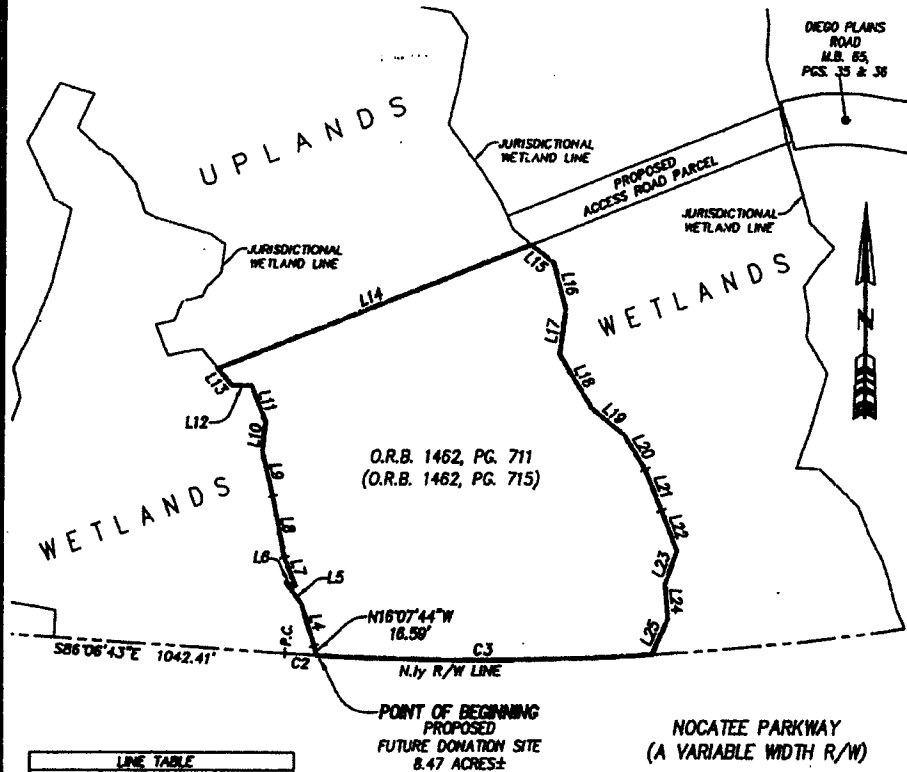 DIEGO PLAINS
ROAD
M.B. 65,
PGS. 35 & 36
UPLANDS
JURISDICTIONAL
WETLAND LINE
PROPOSED
ACCESS ROAD PARCEL
JURISDICTIONAL
WETLAND LINE
JURISDICTIONAL
WETLAND LINE
L15
L14
L16
WETLANDS
N
L17
L13
L18
L12
L11
L19
L10
O.R.B. 1462, PG. 711
(O.R.B. 1462, PG. 715)
L20
L9
L21
WETLANDS
L8
L22
L6
L7
L23
L5
L24
N16°07'44"W
16.59'
L4
L25
P.C.
S86°06'43"E 1042.41'
C2
C3
N.ly R/W LINE
POINT OF BEGINNING
PROPOSED
FUTURE DONATION SITE
8.47 ACRES±
NOCATEE PARKWAY
(A VARIABLE WIDTH R/W)
LINE TABLE